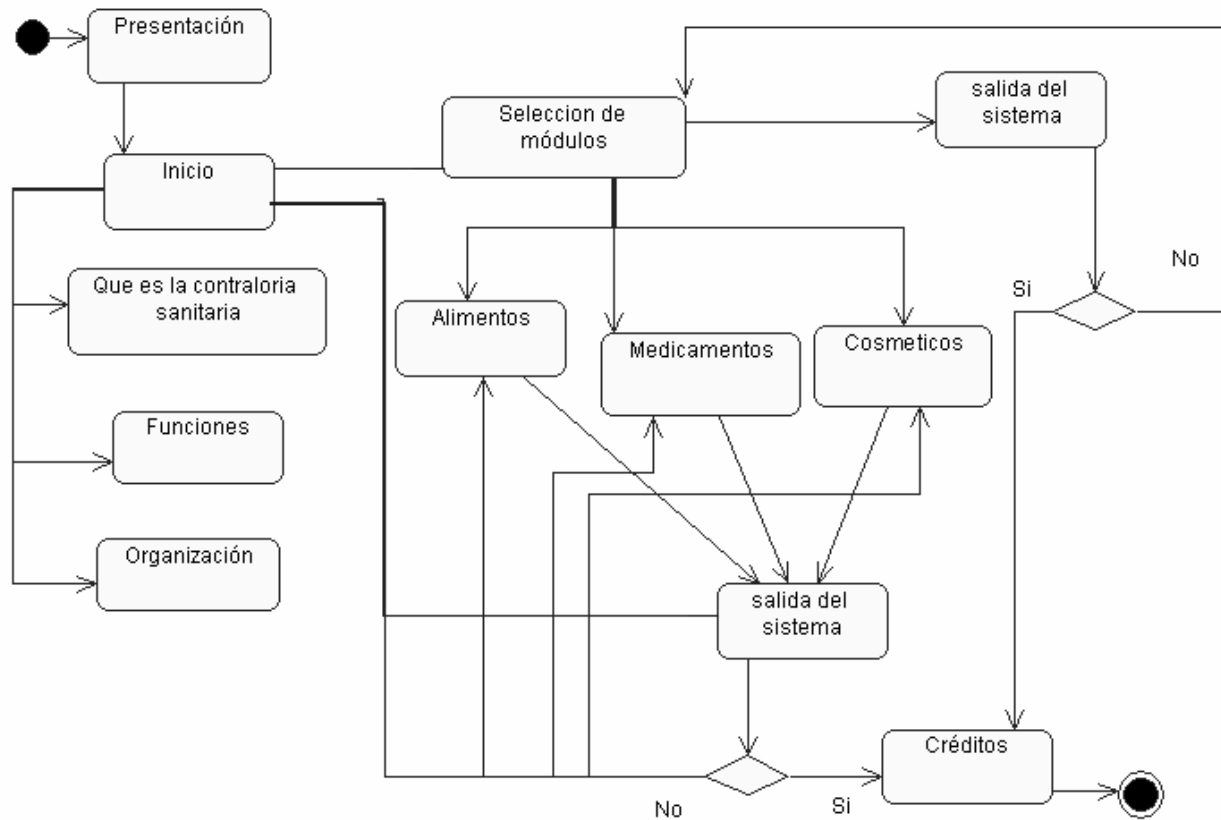 Presentación
Seleccion de
módulos
salida del
sistema
Inicio
Que es la contraloria
sanitaria
No
Si
Alimentos
Medicamentos
Cosmeticos
Funciones
Organización
salida del
sistema
Créditos
No
Si